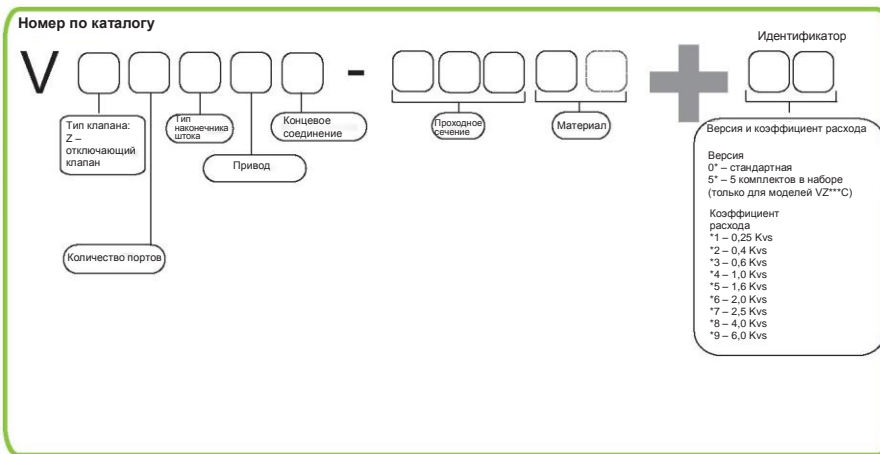 Номер по каталогу
Идентификатор
V - +
Тип клапана:
Z –
отключающий
клапан
Тип
наконечника
штока
Концевое
соединение
Проходное
сечение
Материал
Привод
Количество портов
Версия и коэффициент расхода
Версия
0* – стандартная
5* – 5 комплектов в наборе
(только для моделей VZ***C)
Коэффициент
расхода
*1 – 0,25 Kvs
*2 – 0,4 Kvs
*3 – 0,6 Kvs
*4 – 1,0 Kvs
*5 – 1,6 Kvs
*6 – 2,0 Kvs
*7 – 2,5 Kvs
*8 – 4,0 Kvs
*9 – 6,0 Kvs